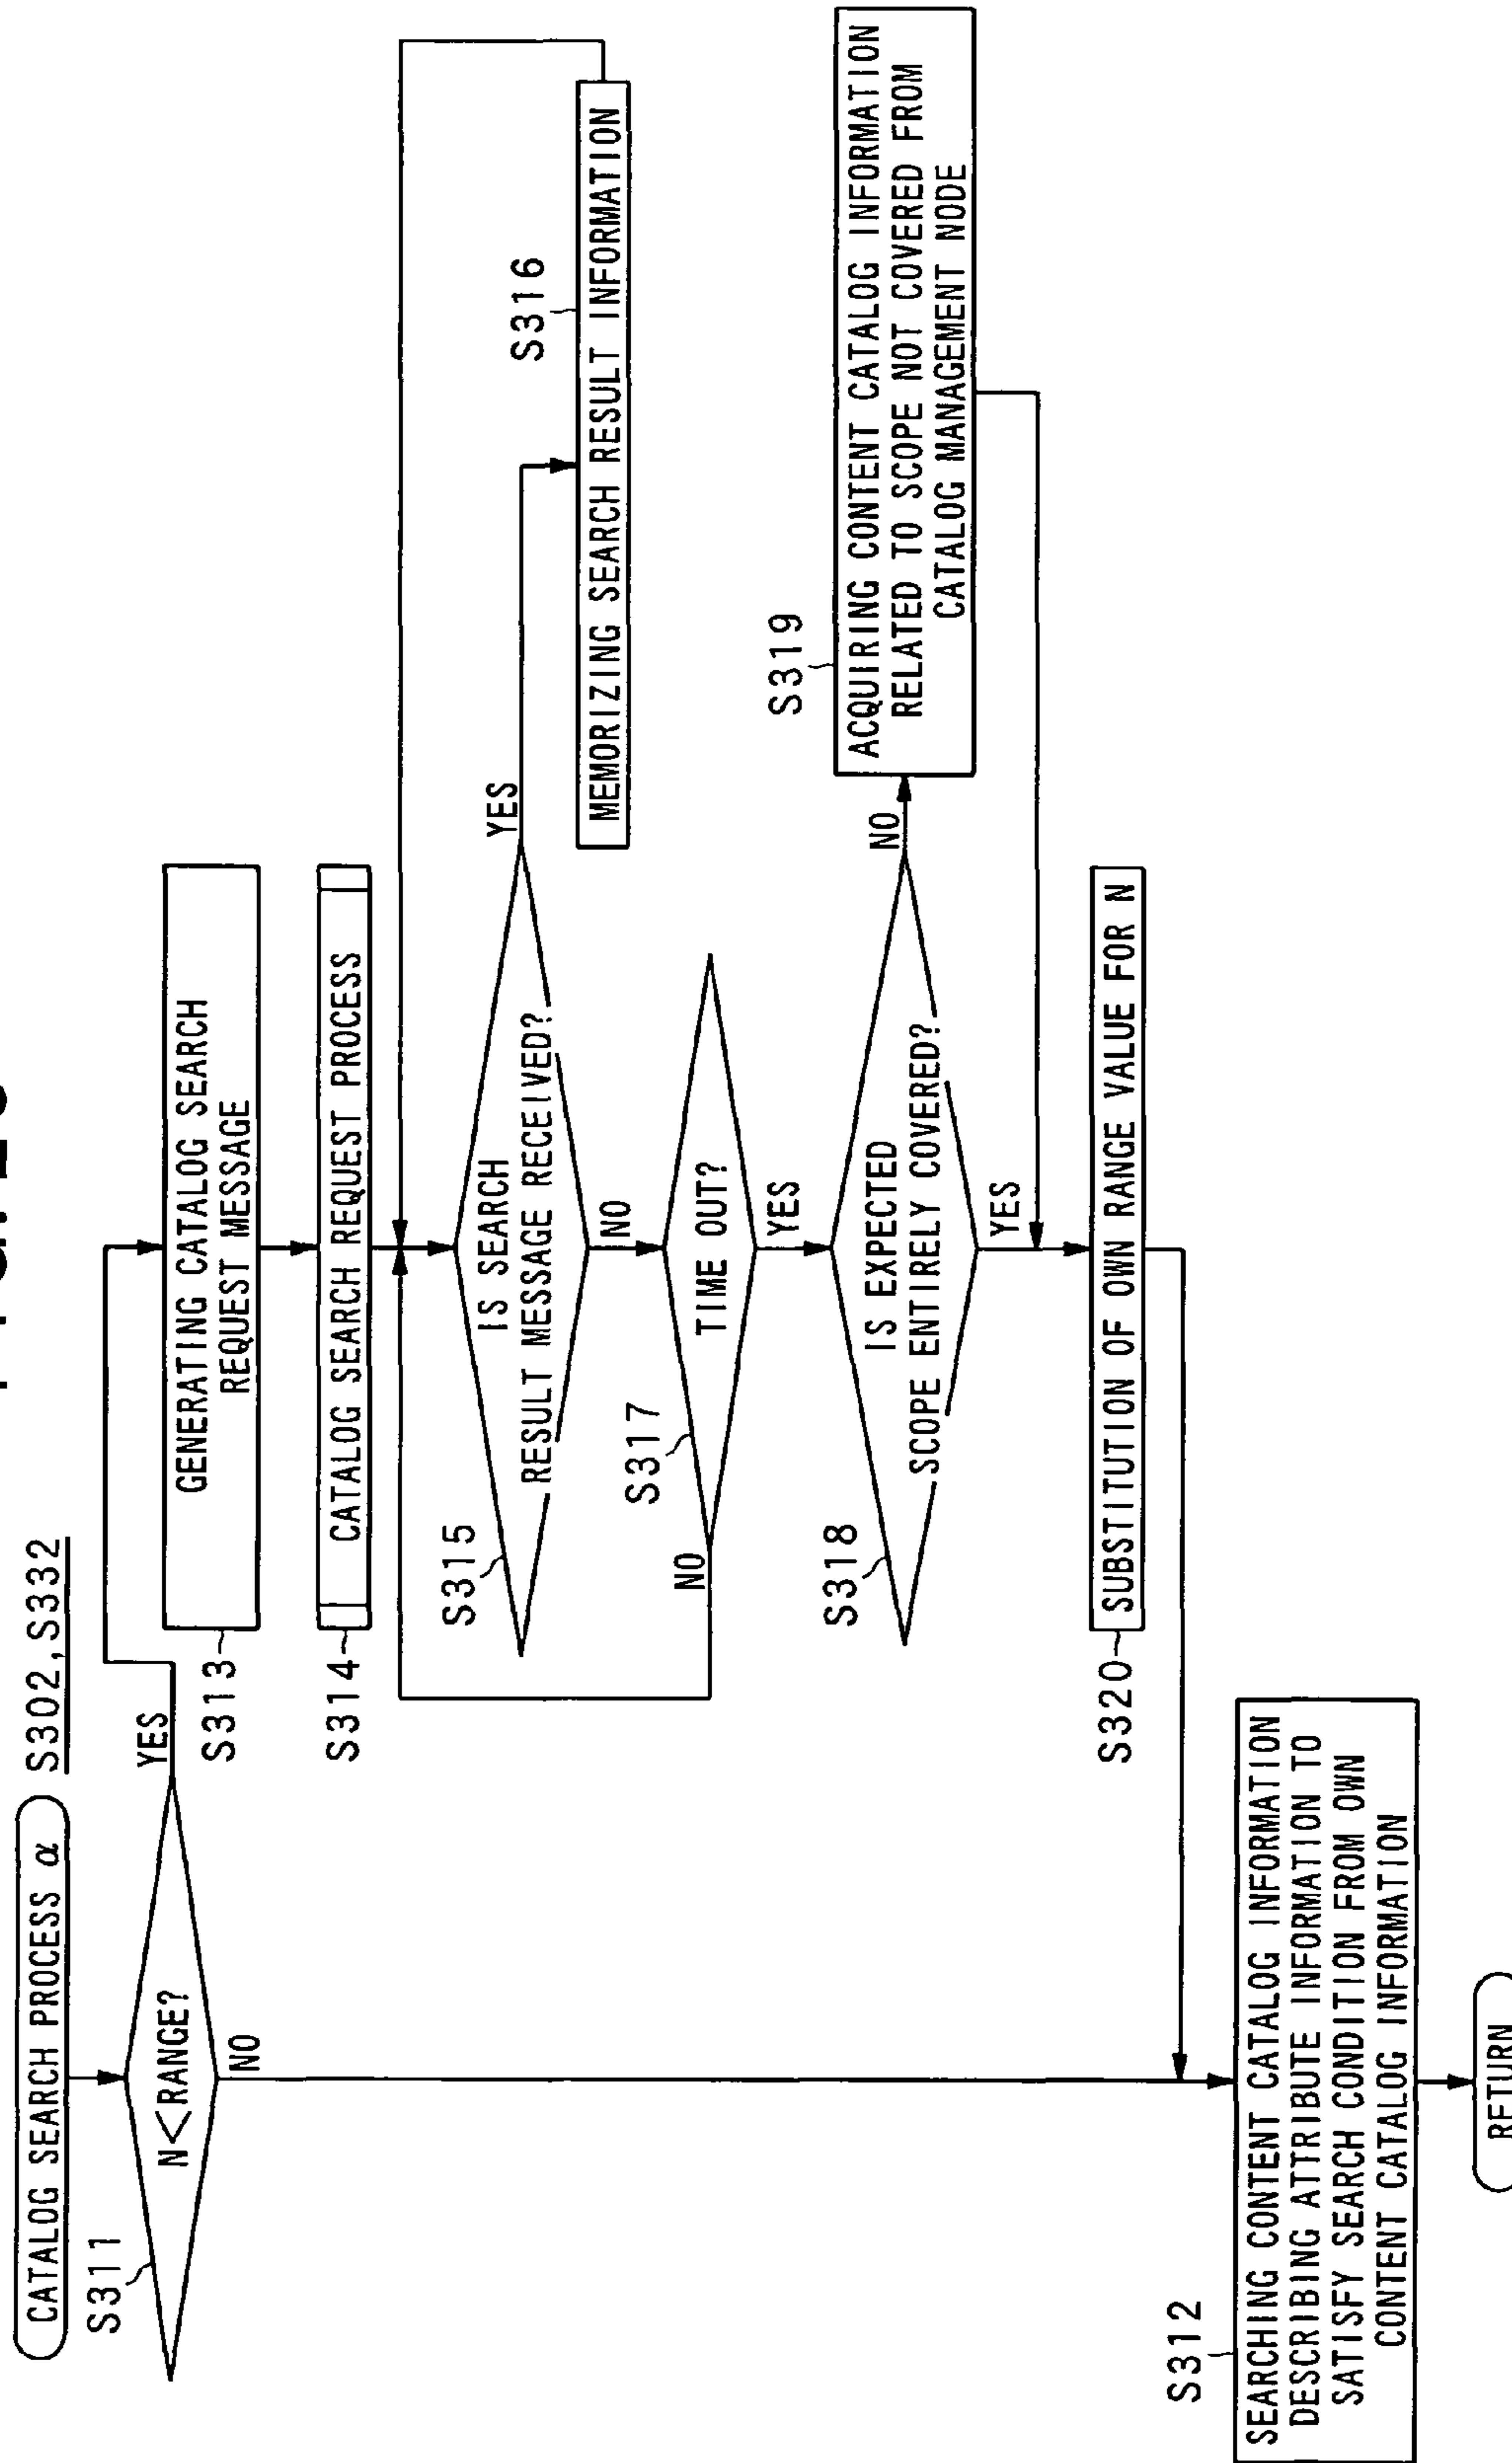 CATALOG SEARCH PROCESS α
S302,S332
S311
N<RANGE?
YES
NO
S313
GENERATING CATALOG SEARCH
REQUEST MESSAGE
S314
CATALOG SEARCH REQUEST PROCESS
S315
IS SEARCH
RESULT MESSAGE RECEIVED?
YES
NO
S316
MEMORIZING SEARCH RESULT INFORMATION
S317
TIME OUT?
NO
YES
S318
IS EXPECTED
SCOPE ENTIRELY COVERED?
NO
YES
S319
ACQUIRING CONTENT CATALOG INFORMATION
RELATED TO SCOPE NOT COVERED FROM
CATALOG MANAGEMENT NODE
S320
SUBSTITUTION OF OWN RANGE VALUE FOR N
S312
SEARCHING CONTENT CATALOG INFORMATION
DESCRIBING ATTRIBUTE INFORMATION TO
SATISFY SEARCH CONDITION FROM OWN
CONTENT CATALOG INFORMATION
RETURN